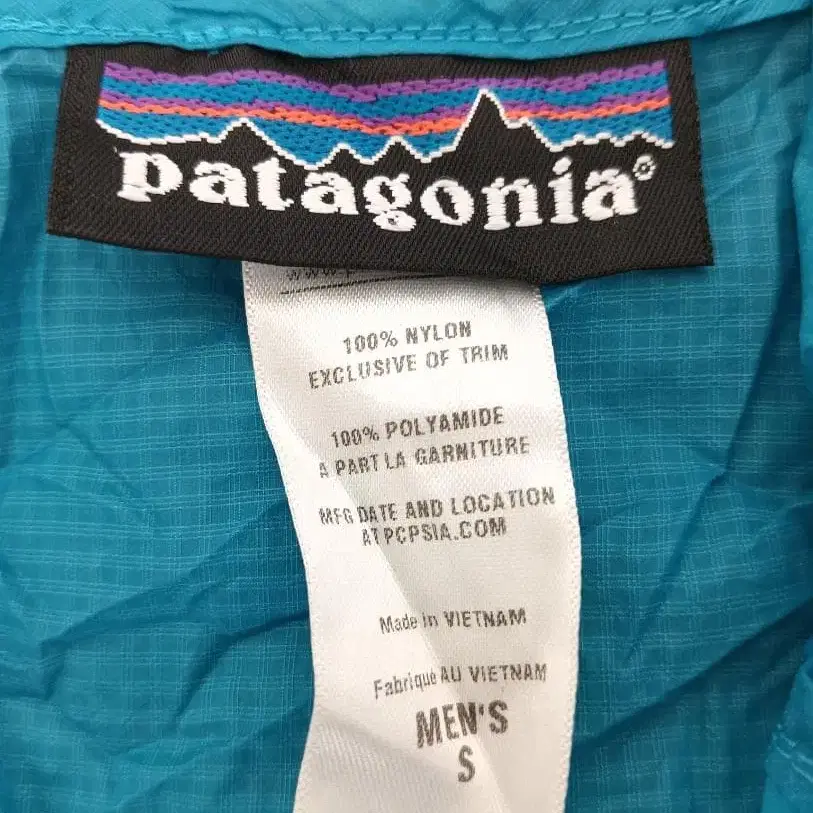 patagonia®
100% NYLON
EXCLUSIVE OF TRIM
100% POLYAMIDE
A PART LA GARNITURE
MFG DATE AND LOCATION
AT PCPSIA.COM
Made in VIETNAM
Fabriqué AU VIETNAM
MEN'S
S